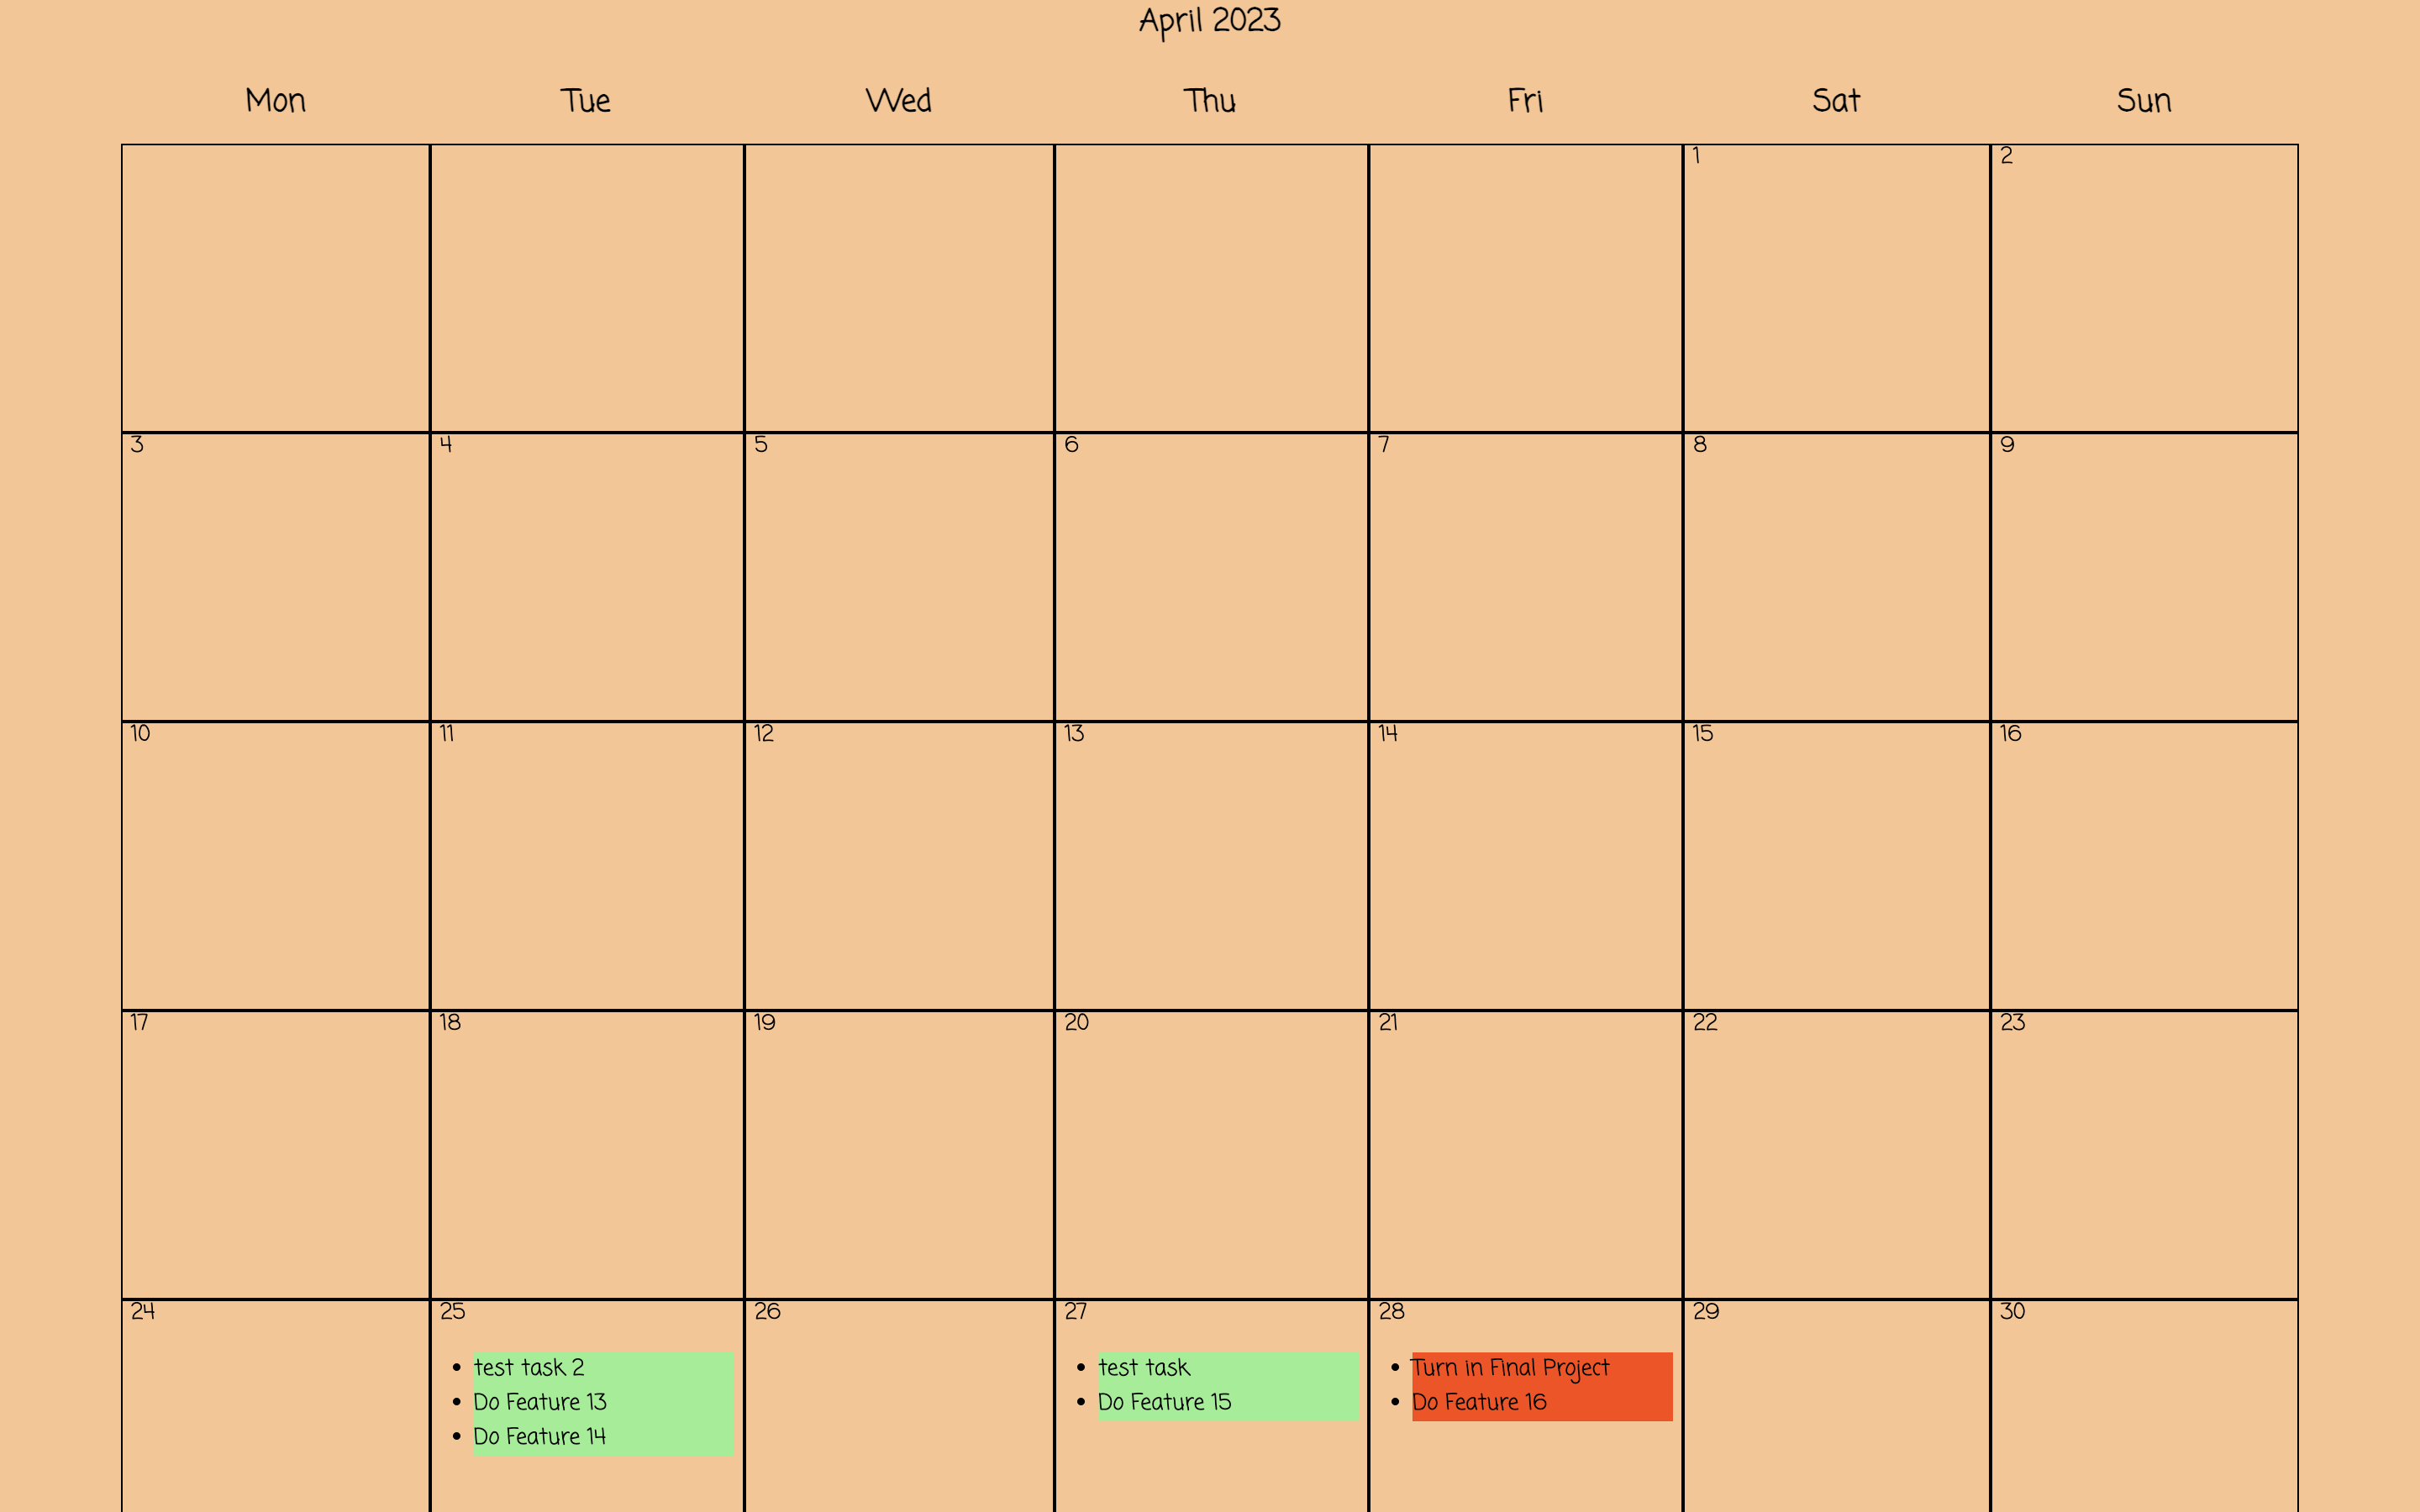 April 2023
Mon Tue Wed Thu Fri Sat Sun
1 2
3 4 5 6 7 8 9
10 11 12 13 14 15 16
17 18 19 20 21 22 23
24 25 26 27 28 29 30
test task 2
Do Feature 13
Do Feature 14
test task
Do Feature 15
Turn in Final Project
Do Feature 16